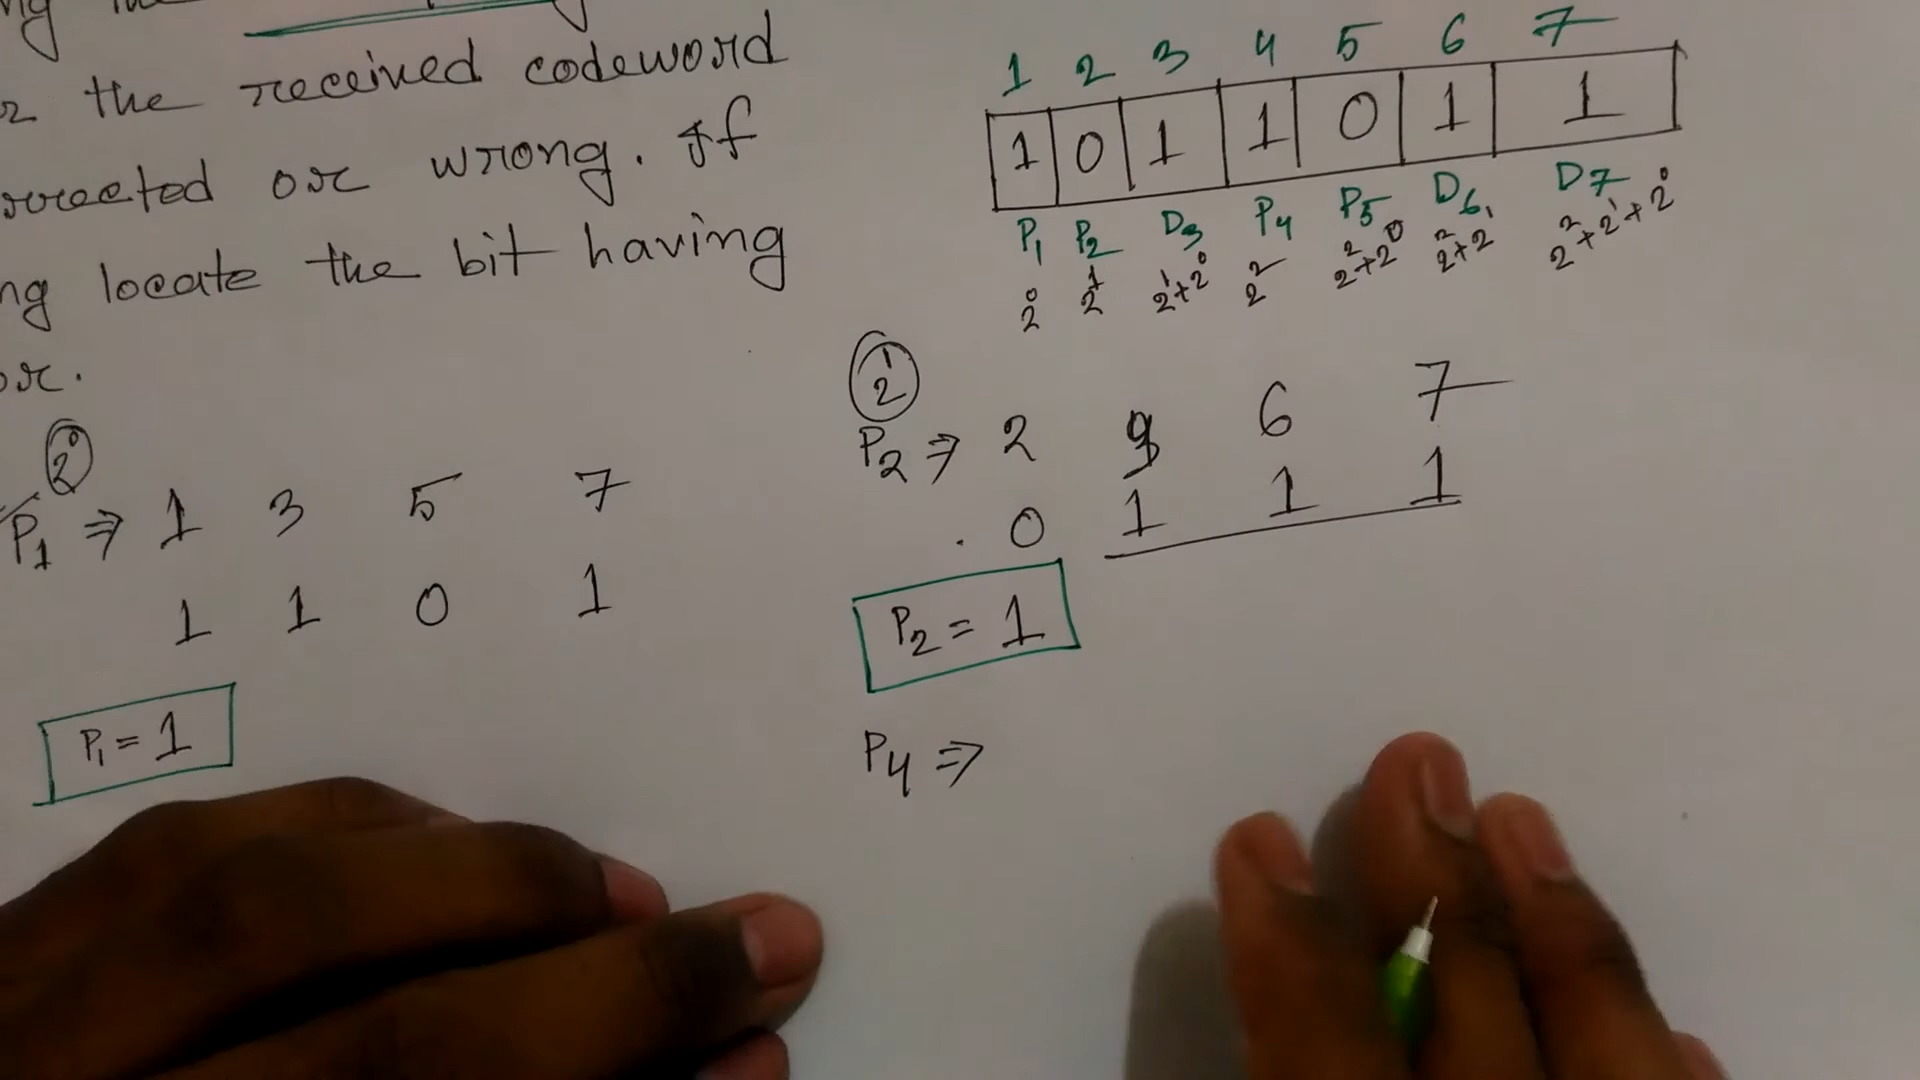 the received codeword
or wrong. If
locate the bit having
1 2 3 4 5 6 7
1 0 1 1 0 1 1
P1 P2 D3 P4 P5 D6 D7
2⁰ 2¹ 2¹+2⁰ 2² 2²+2⁰ 2²+2¹ 2²+2¹+2⁰
2⁰
P1 ⇒ 1 3 5 7
1 1 0 1
P1 = 1
2¹
P2 ⇒ 2 3 6 7
0 1 1 1
P2 = 1
P4 ⇒